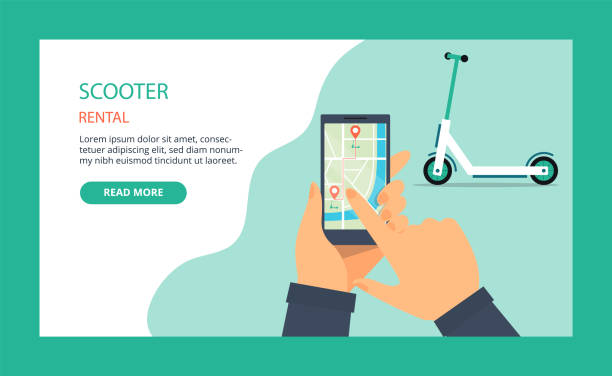 SCOOTER
RENTAL
Lorem ipsum dolor sit amet, consec-
tetuer adipiscing elit, sed diam nonum-
my nibh euismod tincidunt ut
READ MORE